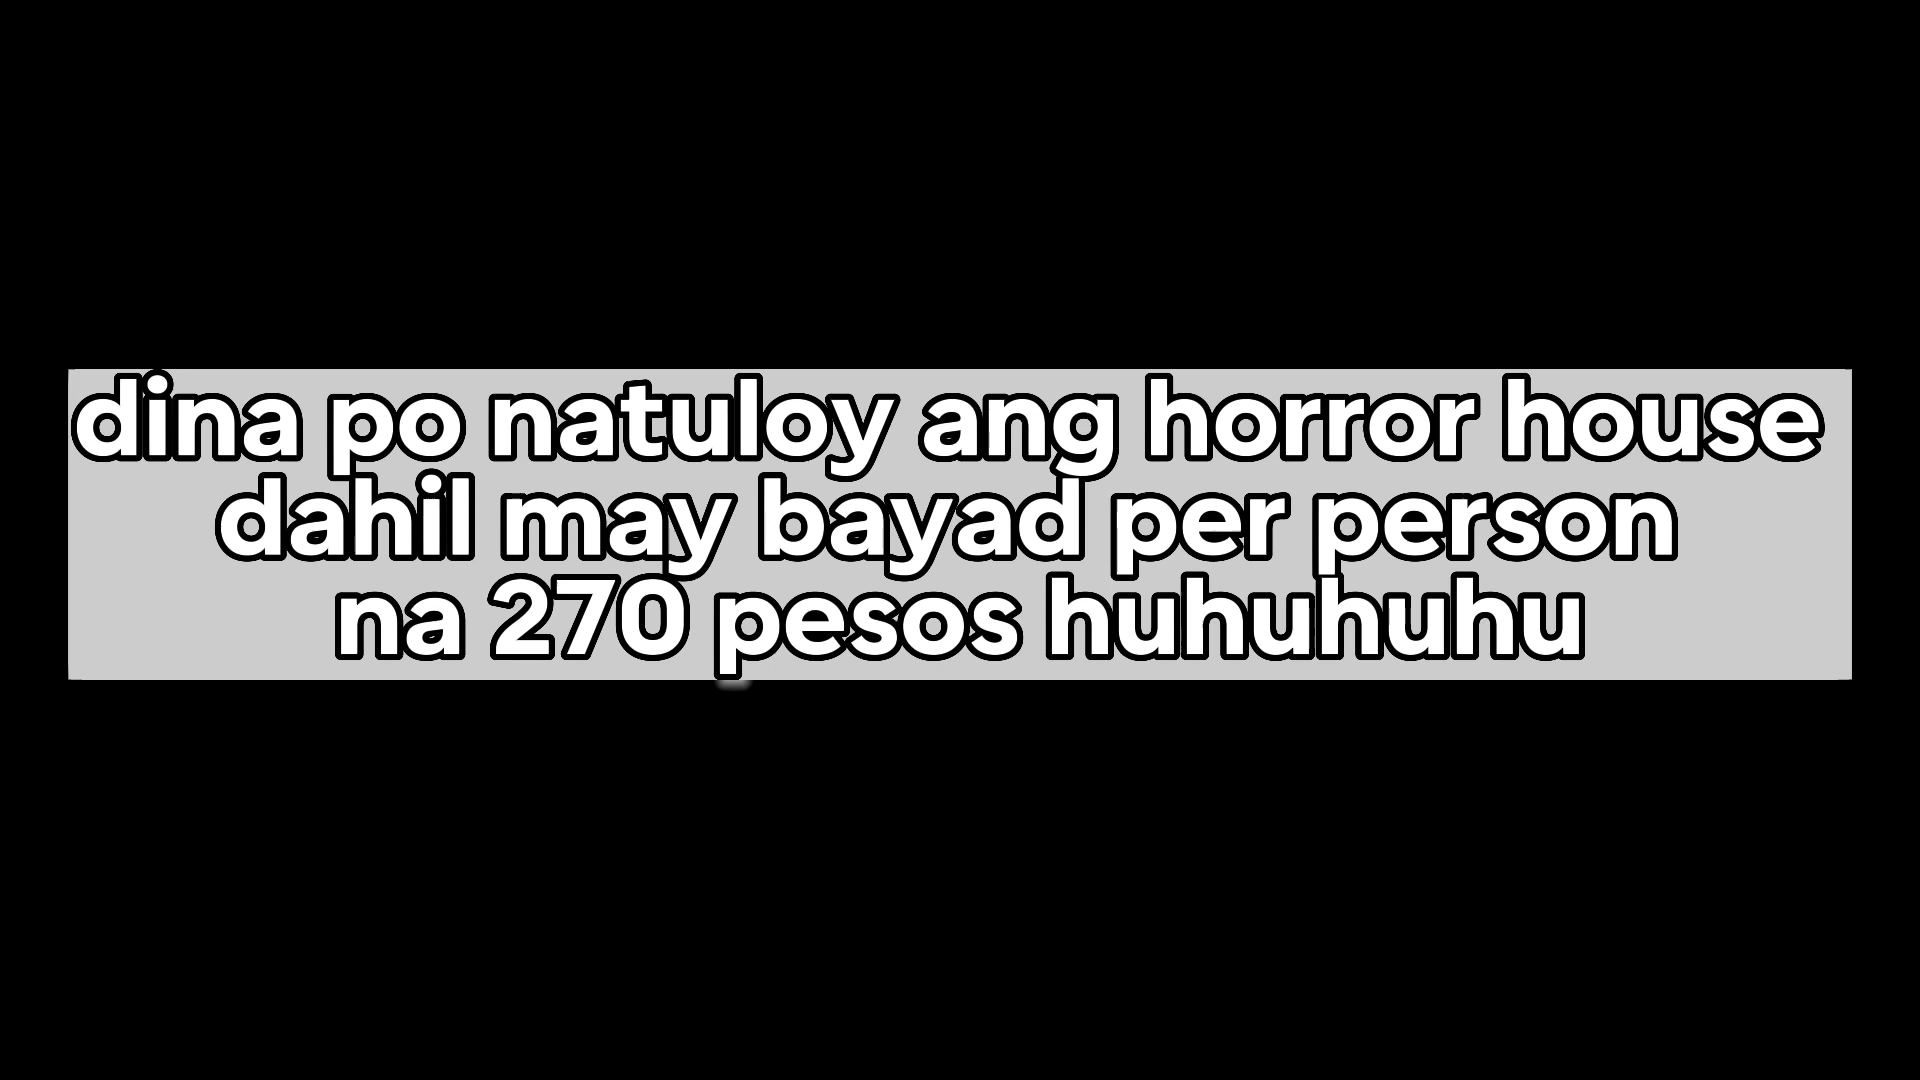 dina po natuloy ang horror house
dahil may bayad per person
na 270 pesos huhuhuhu